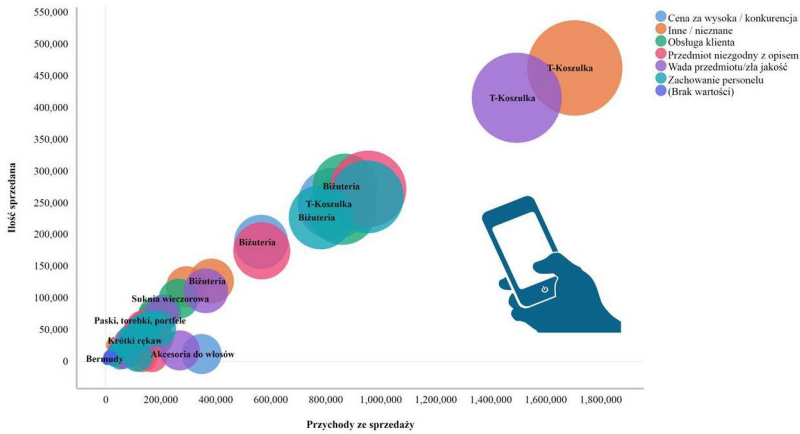 550,000
500,000
450,000
400,000
350,000
300,000
250,000
200,000
150,000
100,000
50,000
0
Ilość sprzedana
T-Koszulka
T-Koszulka
Biżuteria
T-Koszulka
Biżuteria
Biżuteria
Biżuteria
Suknia wieczorowa
Paski, torebki, portfele
Krótki rękaw
Akcesoria do włosów
Bermudy
0
200,000
400,000
600,000
800,000
1,000,000
1,200,000
1,400,000
1,600,000
1,800,000
Przychody ze sprzedaży
Cena za wysoka / konkurencja
Inne / nieznane
Obsługa klienta
Przedmiot niezgodny z opisem
Wada przedmiotu/zła jakość
Zachowanie personelu
(Brak wartości)